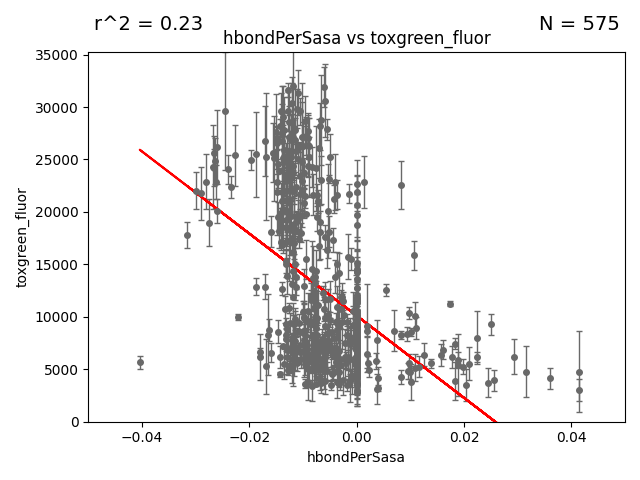 r^2 = 0.23
N = 575
hbondPerSasa vs toxgreen_fluor
35000
30000
25000
20000
15000
10000
5000
0
toxgreen_fluor
−0.04
−0.02
0.00
0.02
0.04
hbondPerSasa